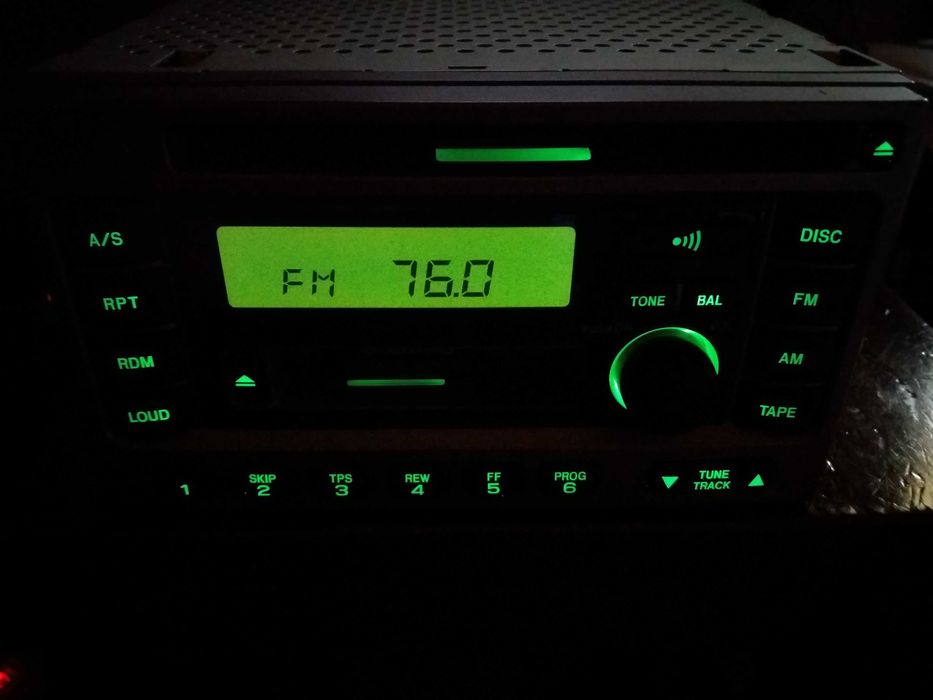 A/S
DISC
FM 76.0
RPT
TONE BAL
FM
RDM
AM
LOUD
TAPE
1
SKIP
2
TPS
3
REW
4
FF
5
PROG
6
TUNE
TRACK